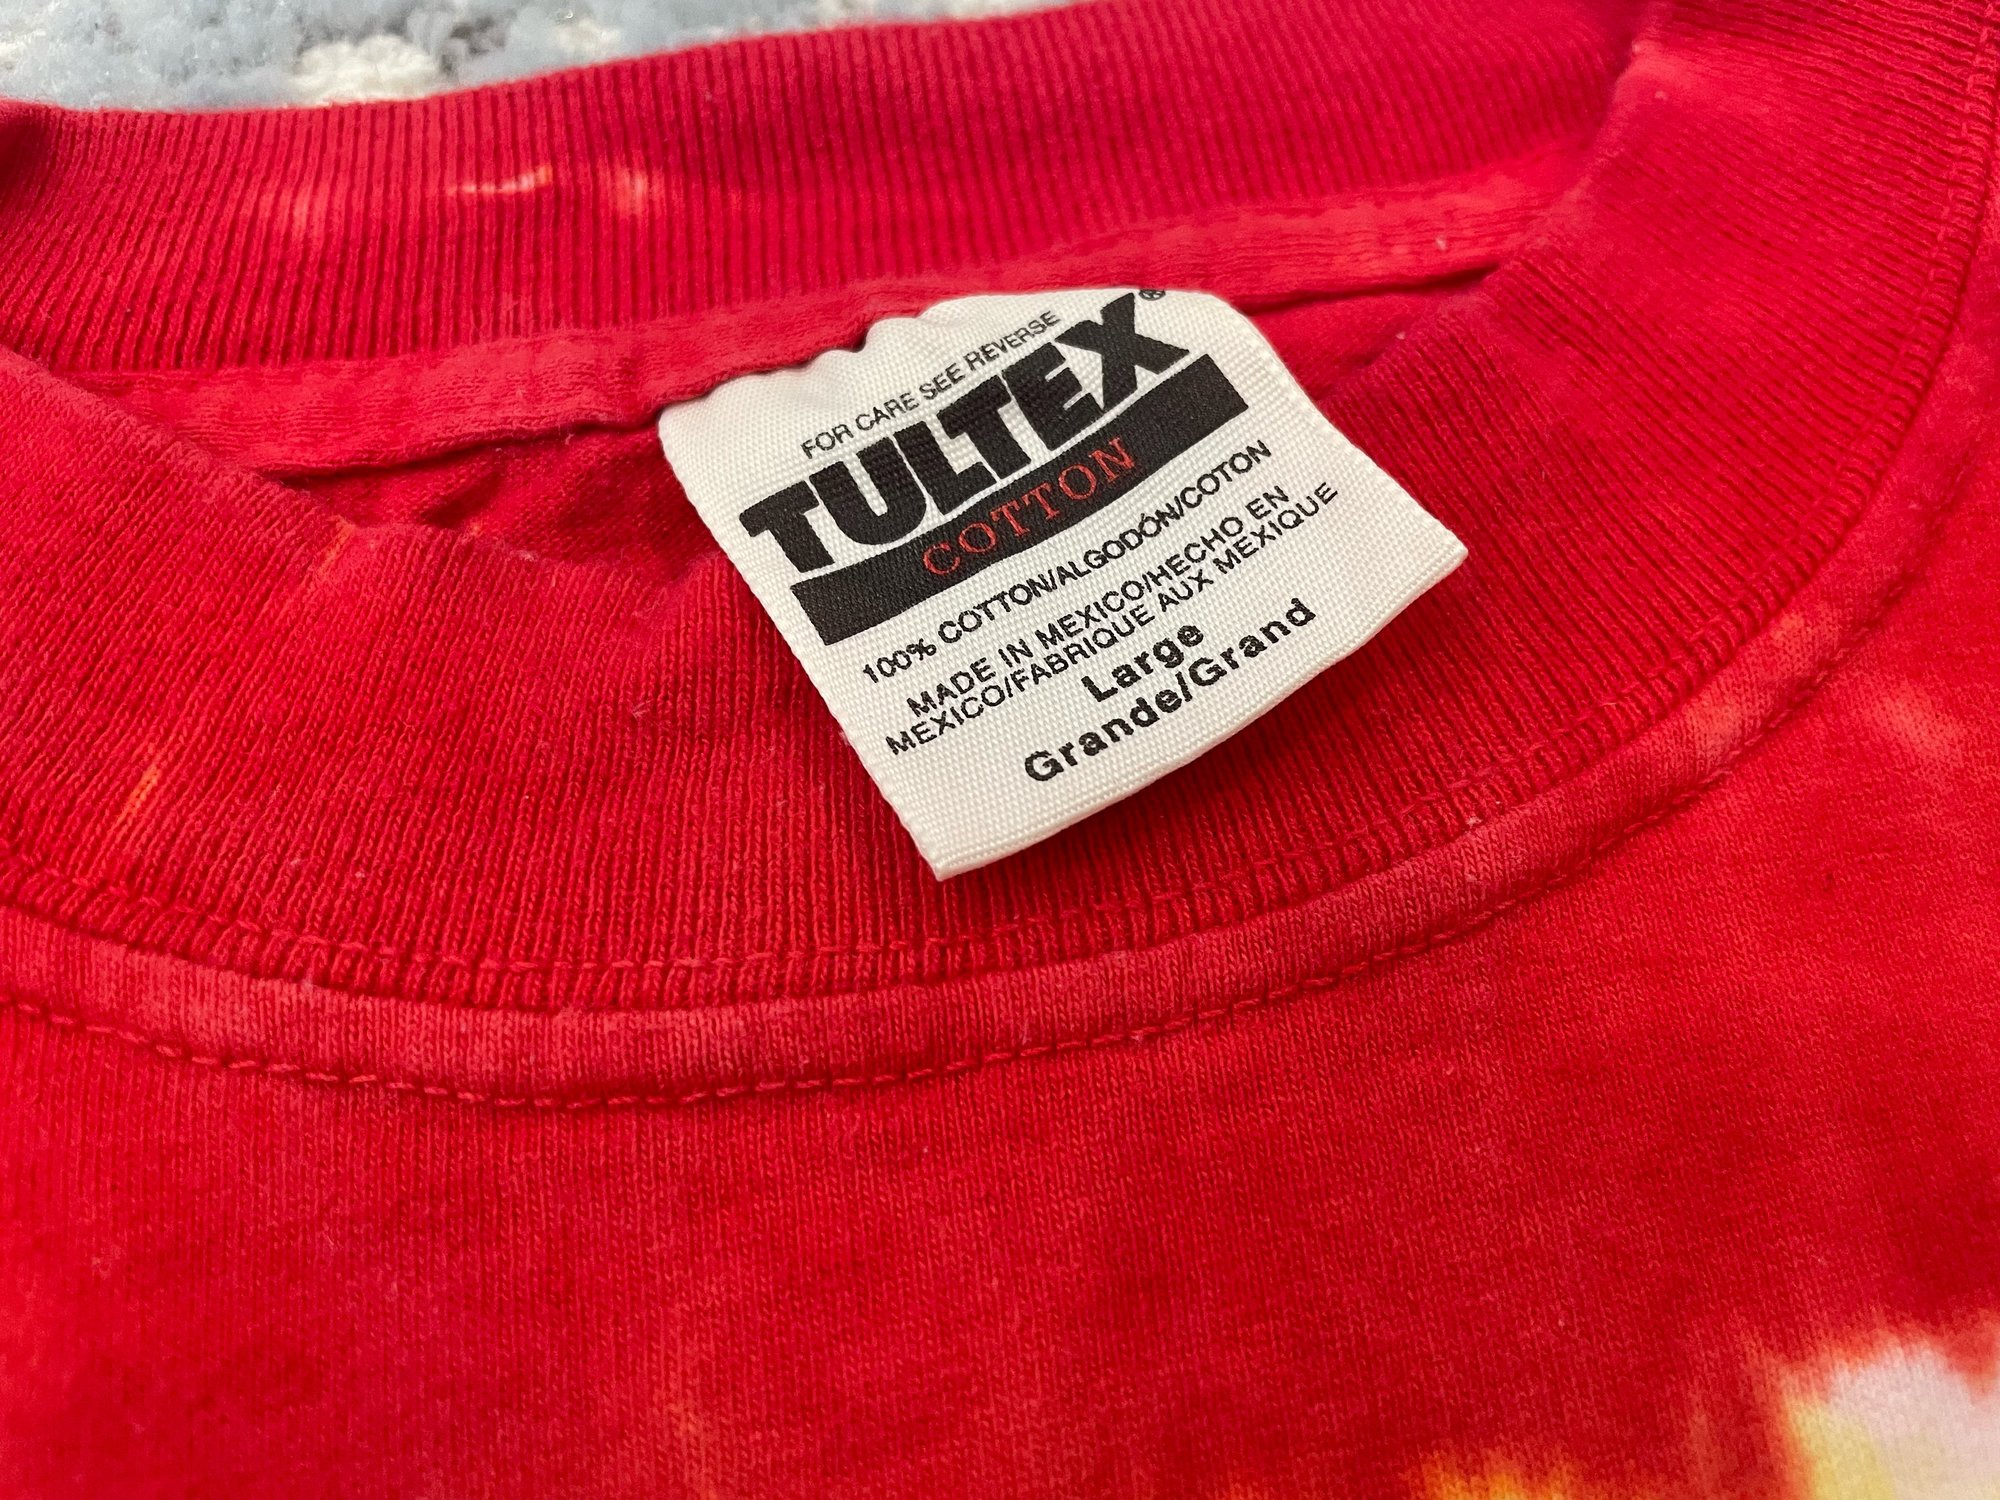 FOR CARE SEE REVERSE
TULTEX®
COTTON
100% COTTON/ALGODÓN/COTON
MADE IN MEXICO/HECHO EN
MEXICO/FABRIQUE AUX MEXIQUE
Large
Grande/Grand